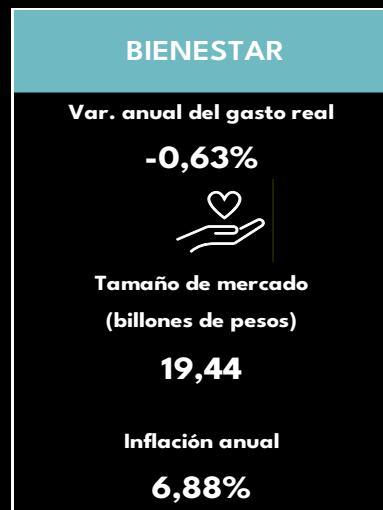 BIENESTAR
Var. anual del gasto real
-0,63%
Tamaño de mercado
(billones de pesos)
19,44
Inflación anual
6,88%